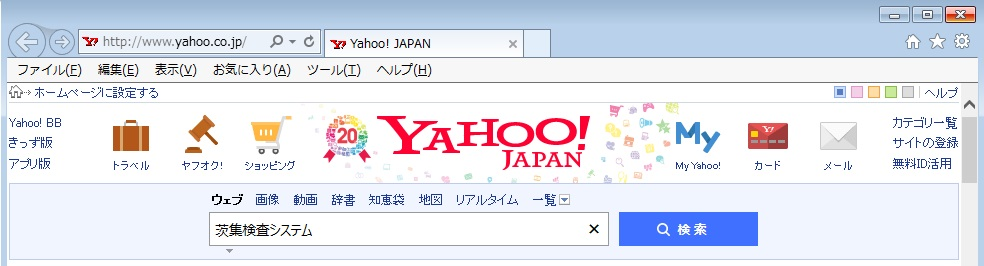 http://www.yahoo.co.jp/
Yahoo! JAPAN
ファイル(F) 編集(E) 表示(V) お気に入り(A) ツール(T) ヘルプ(H)
ホームページに設定する
ヘルプ
Yahoo! BB
きっず版
アプリ版
トラベル
ヤフオク!
ショッピング
20
YAHOO!
JAPAN
My
My Yahoo!
Y!
カード
メール
カテゴリ一覧
サイトの登録
無料ID活用
ウェブ 画像 動画 辞書 知恵袋 地図 リアルタイム 一覧
茨集検査システム
検索